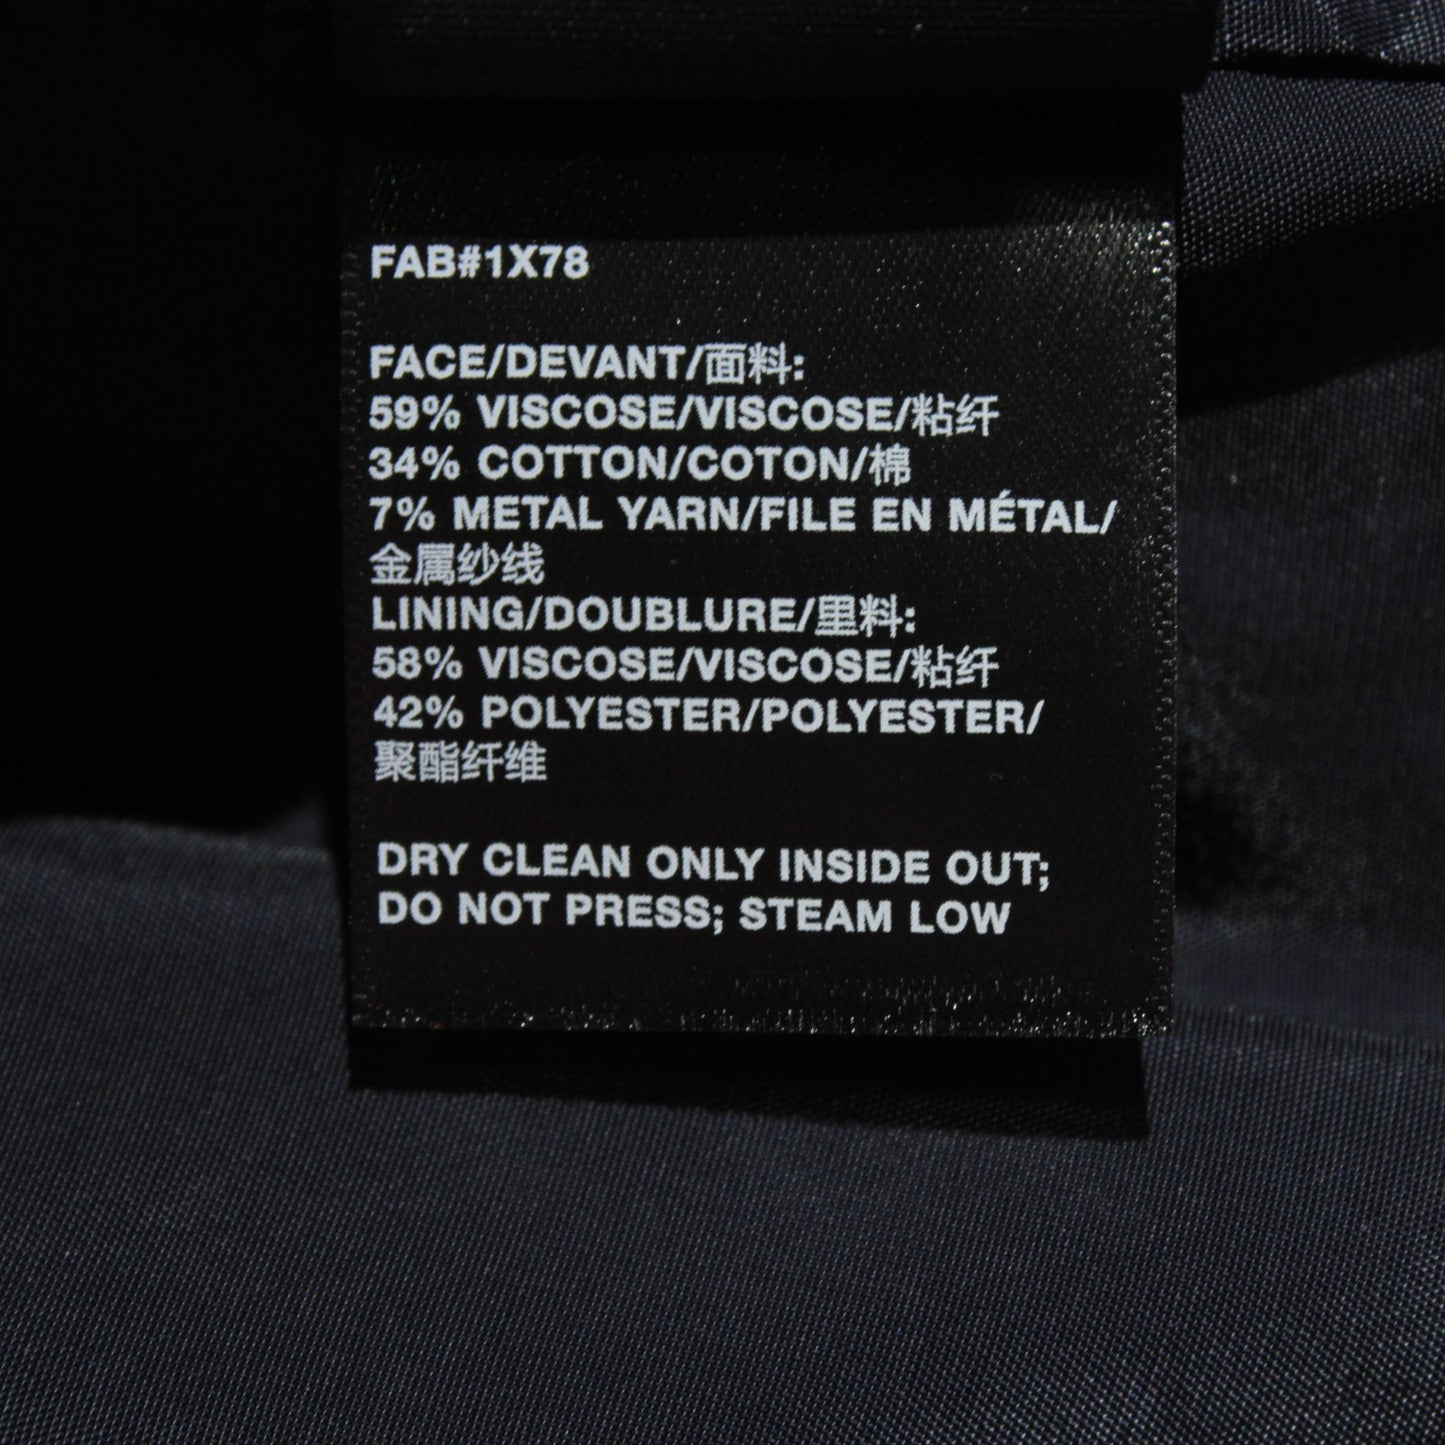 FAB#1X78
FACE/DEVANT/面料:
59% VISCOSE/VISCOSE/粘纤
34% COTTON/COTON/棉
7% METAL YARN/FILE EN MÉTAL/
金属纱线
LINING/DOUBLURE/里料:
58% VISCOSE/VISCOSE/粘纤
42% POLYESTER/POLYESTER/
聚酯纤维
DRY CLEAN ONLY INSIDE OUT;
DO NOT PRESS; STEAM LOW